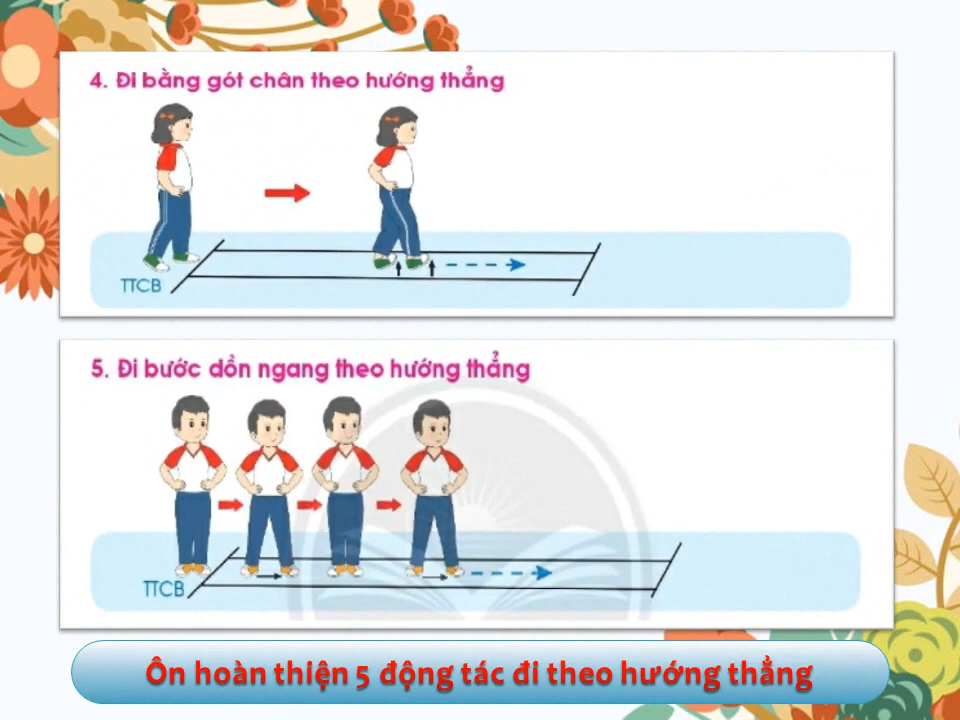 4. Đi bằng gót chân theo hướng thẳng
TTCB
5. Đi bước dồn ngang theo hướng thẳng
TTCB
Ôn hoàn thiện 5 động tác đi theo hướng thẳng